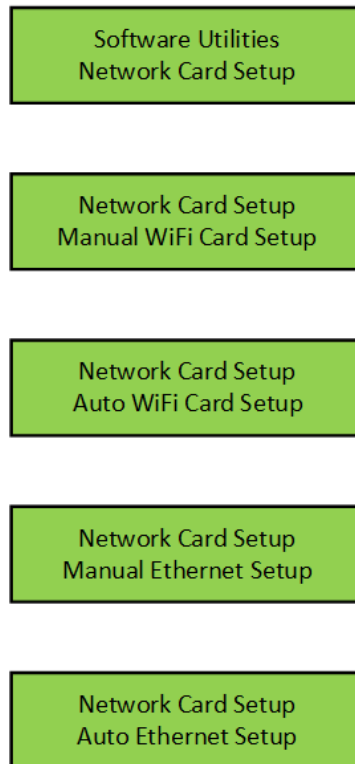 Software Utilities
Network Card Setup
Network Card Setup
Manual WiFi Card Setup
Network Card Setup
Auto WiFi Card Setup
Network Card Setup
Manual Ethernet Setup
Network Card Setup
Auto Ethernet Setup